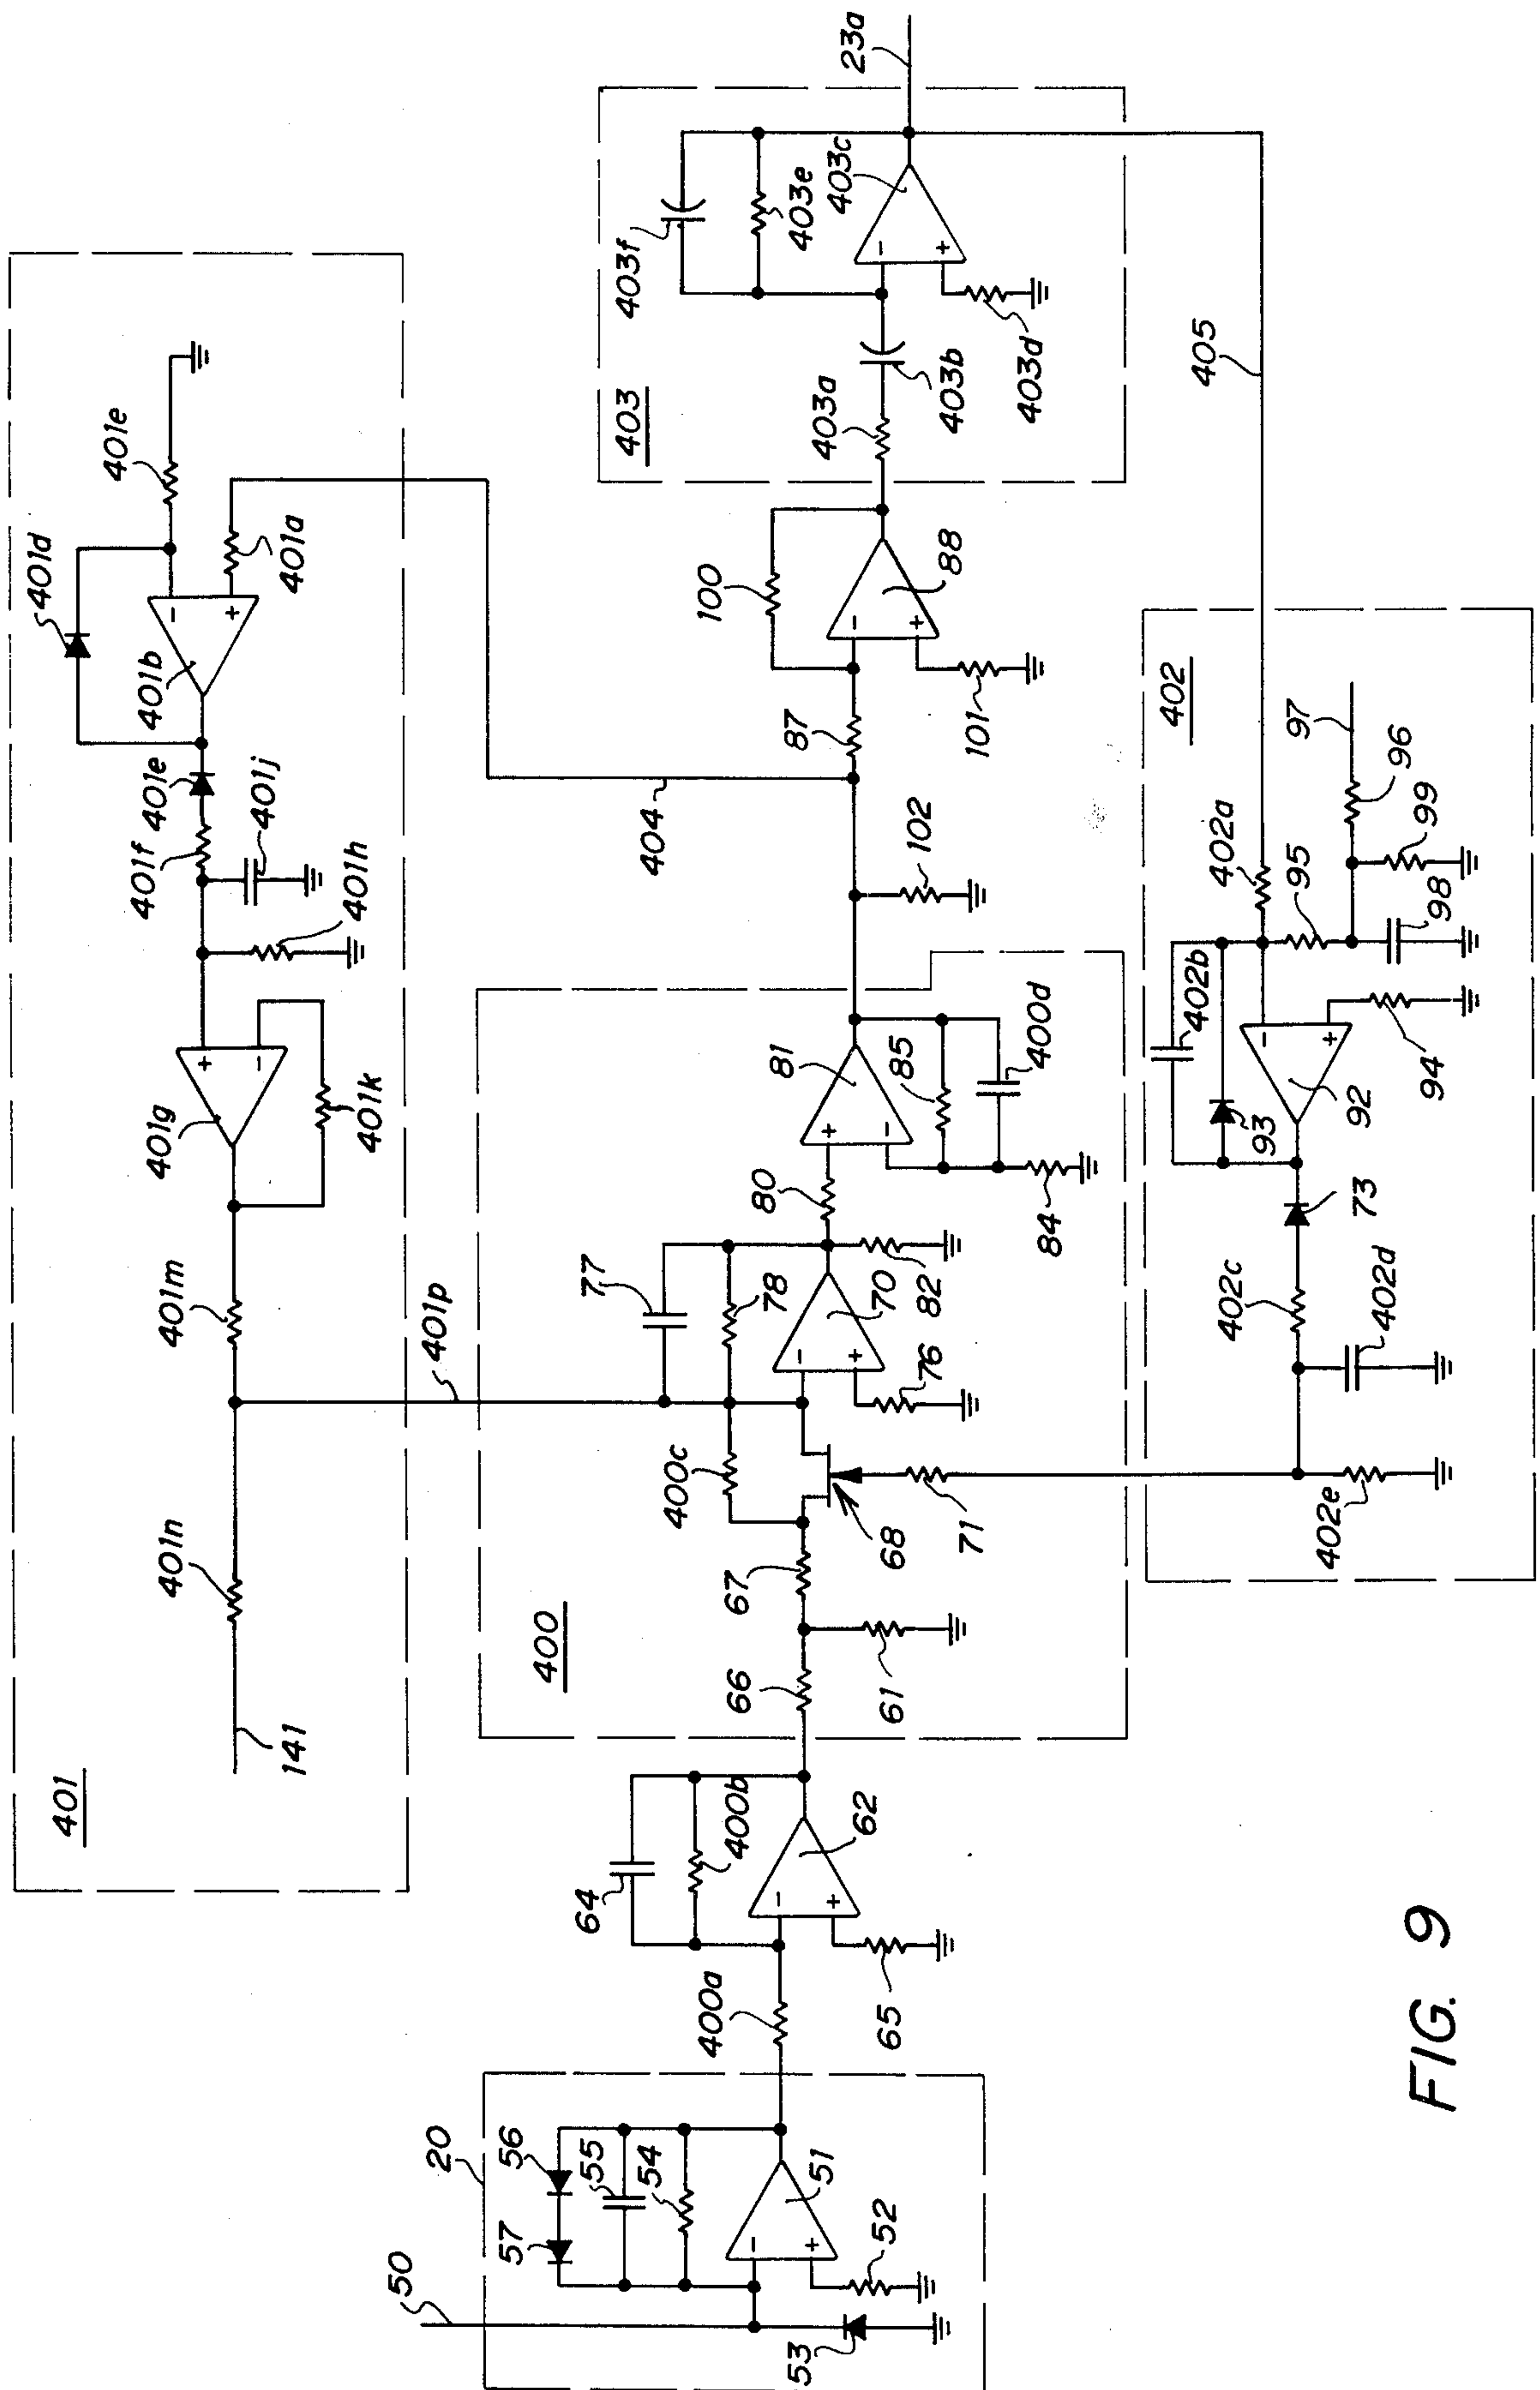 401
141
401n
401m
401g
401k
401h
401f
401j
401e
401b
401d
401a
401e
+
-
-
+
401p
404
400
66
61
67
400c
68
71
77
78
70
76
82
80
81
85
400d
84
-
+
+
-
102
87
100
88
101
-
+
403
403a
403b
403f
403e
403c
403d
-
+
23a
405
20
50
57
56
55
54
51
52
53
-
+
400a
64
400b
62
65
-
+
402
402a
95
97
96
99
98
402b
93
92
94
-
+
73
402c
402d
402e
FIG. 9